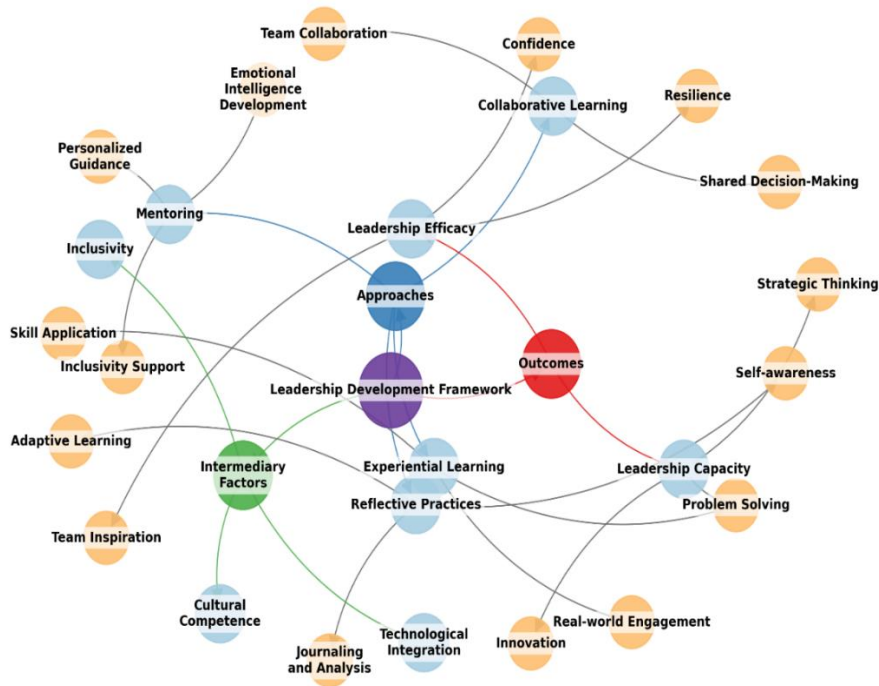 Team Collaboration
Confidence
Emotional
Intelligence
Development
Collaborative Learning
Resilience
Personalized
Guidance
Shared Decision-Making
Mentoring
Leadership Efficacy
Inclusivity
Strategic Thinking
Approaches
Skill Application
Inclusivity Support
Outcomes
Self-awareness
Leadership Development Framework
Adaptive Learning
Intermediary
Factors
Experiential Learning
Leadership Capacity
Reflective Practices
Problem Solving
Team Inspiration
Cultural
Competence
Technological
Integration
Journaling
and Analysis
Real-world Engagement
Innovation